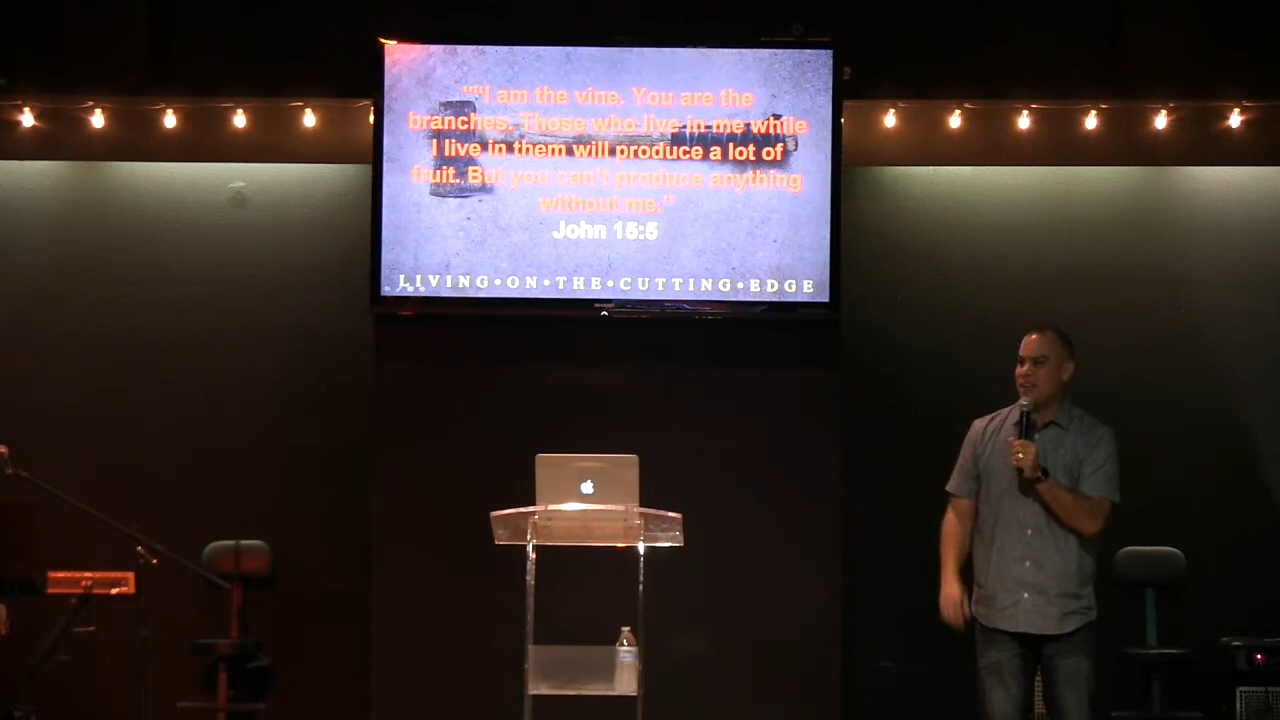 ""I am the vine. You are the
branches. Those who live in me while
I live in them will produce a lot of
fruit. But you can't produce anything
without me."
John 15:5
LIVING•ON•THE•CUTTING•EDGE
SHARP